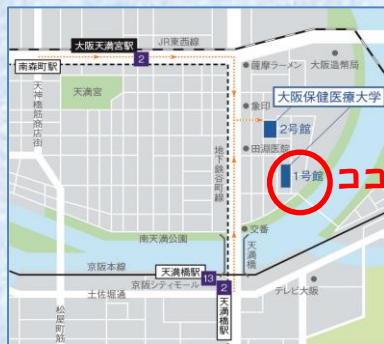 大阪天満宮駅
JR東西線
2
南森町駅
薩摩ラーメン
大阪造幣局
天満宮
象印
大阪保健医療大学
2号館
天神橋筋商店街
地下鉄谷町線
田淵医院
1号館
ココ
南天満公園
交番
天満橋
京阪本線
天満橋駅
13
京阪シティモール
2
土佐堀通
天満橋駅
テレビ大阪
松屋町筋